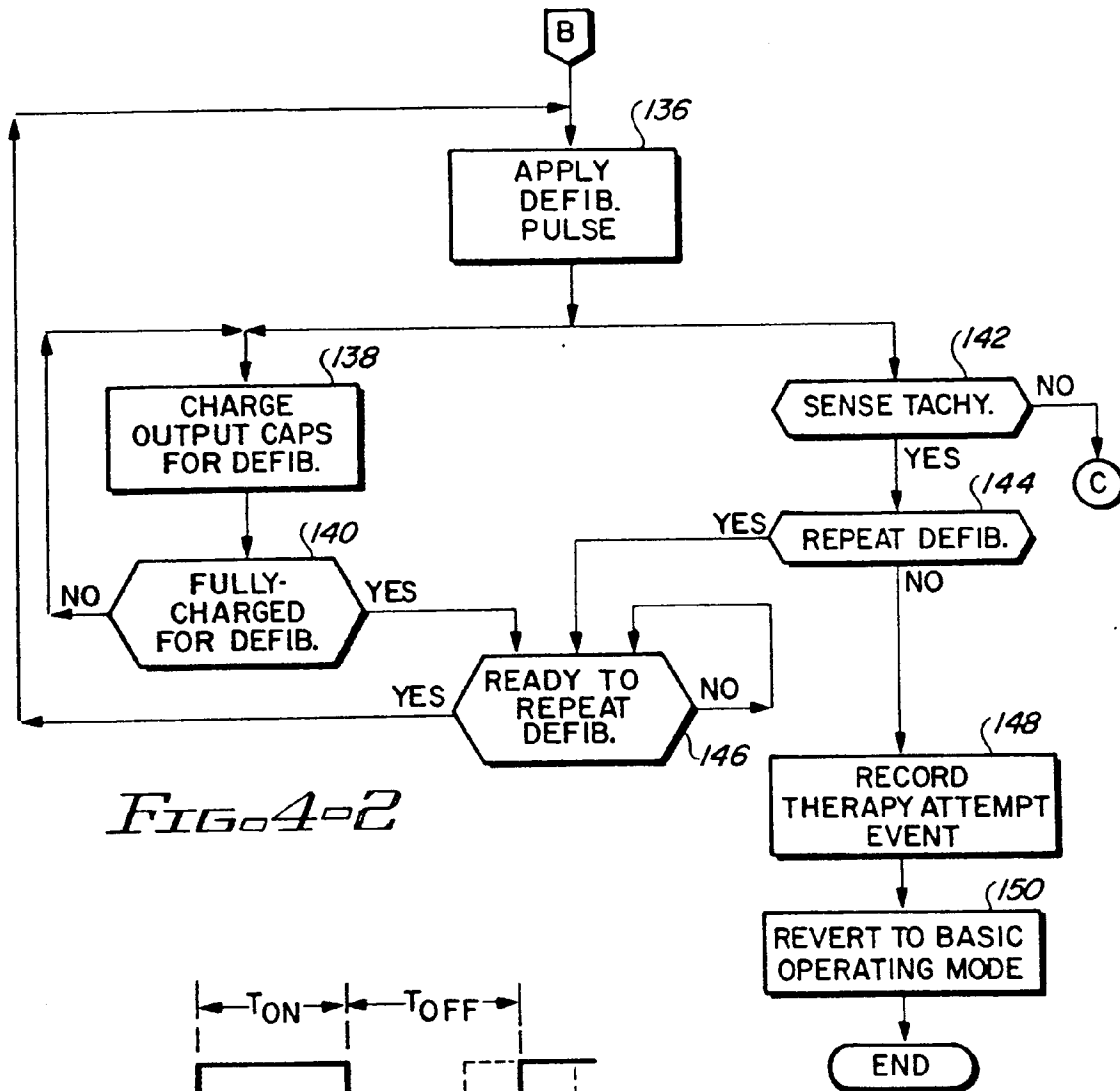 B
136
APPLY
DEFIB.
PULSE
138
CHARGE
OUTPUT CAPS
FOR DEFIB.
142
SENSE TACHY.
NO
C
YES
144
YES
REPEAT DEFIB.
NO
140
NO
FULLY-
CHARGED
FOR DEFIB.
YES
YES
READY TO
REPEAT
DEFIB.
NO
146
148
RECORD
THERAPY ATTEMPT
EVENT
FIG. 4-2
150
REVERT TO BASIC
OPERATING MODE
TON
TOFF
END